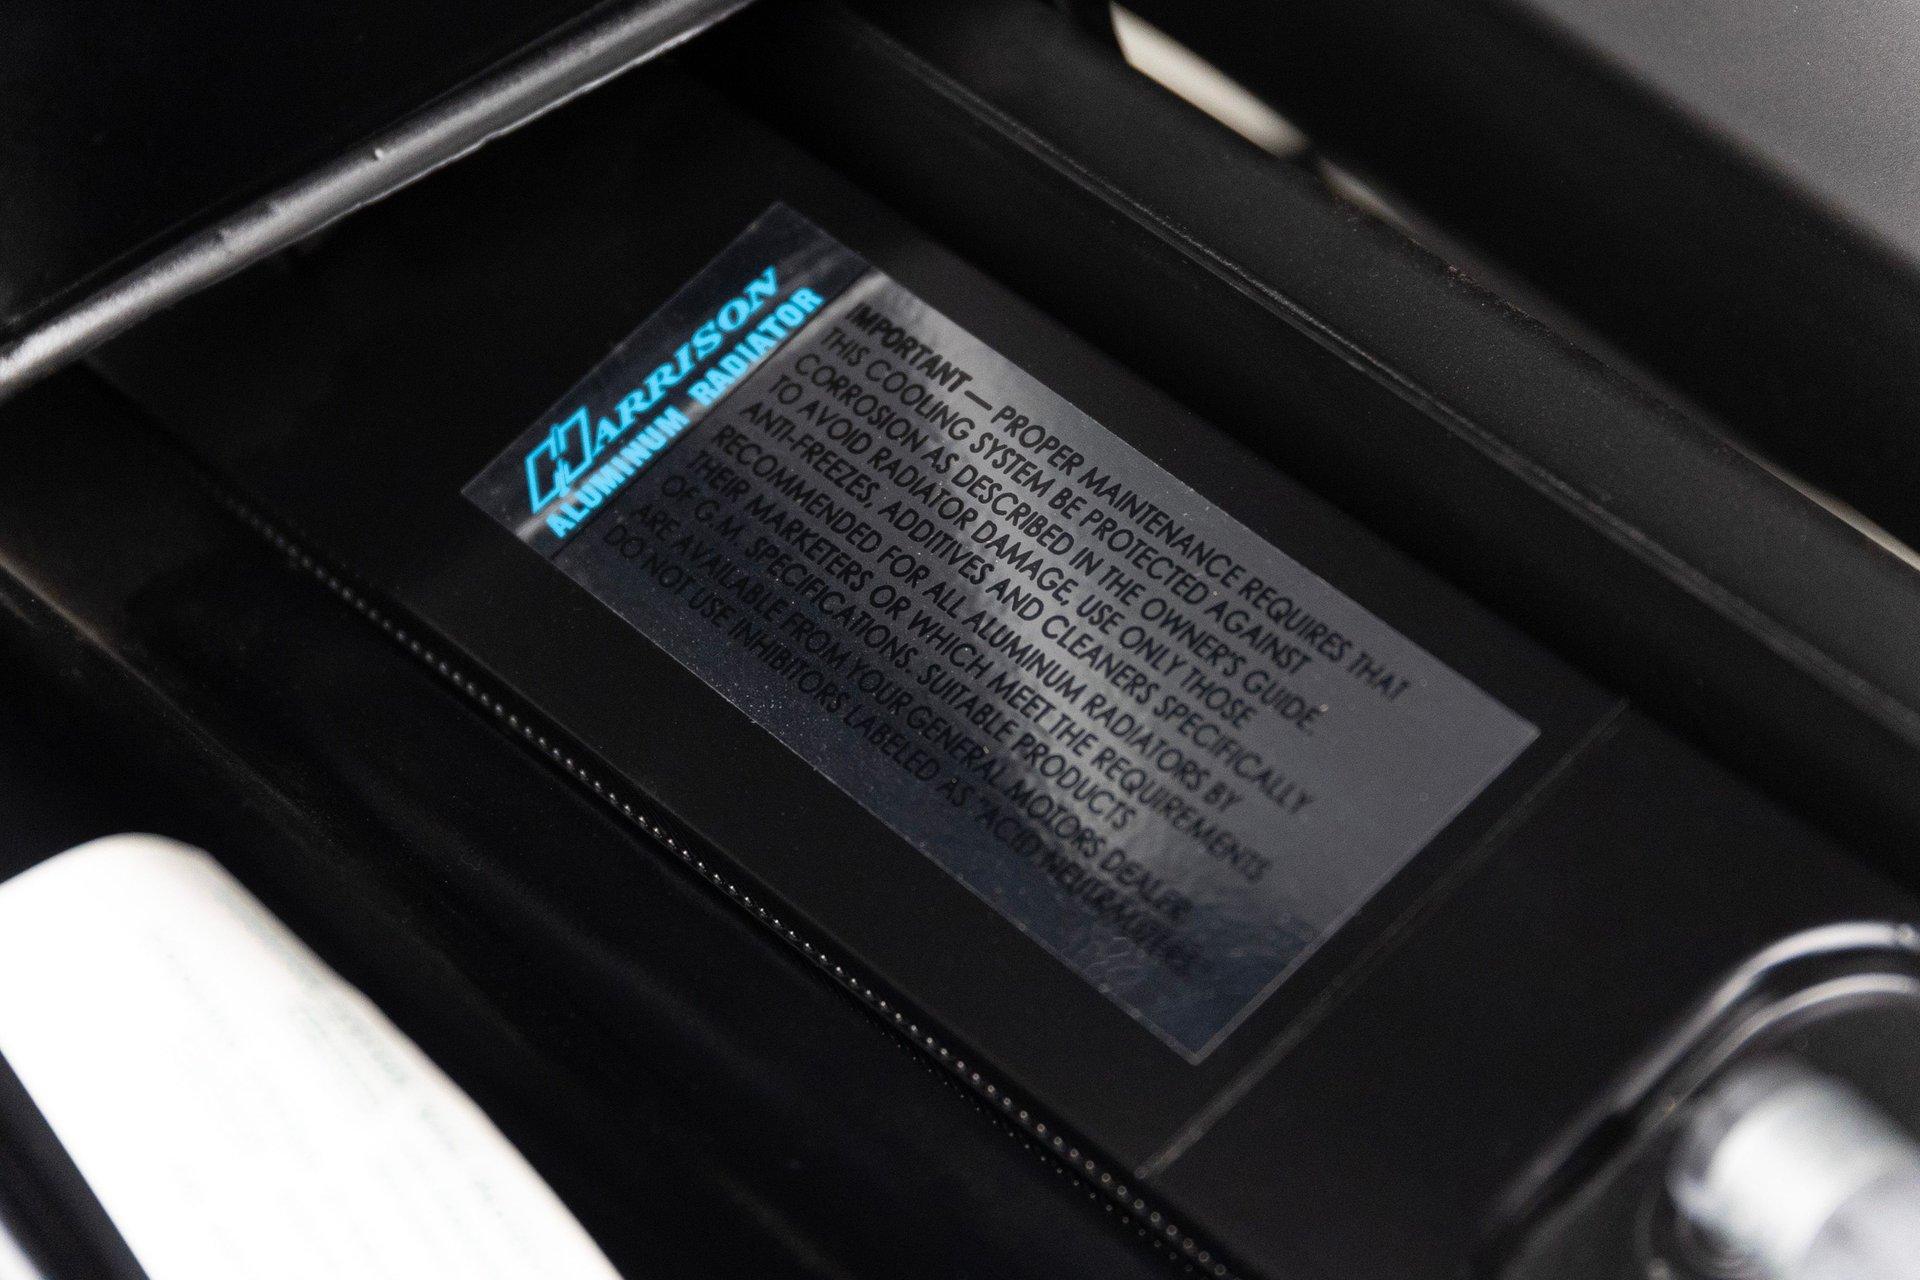 HARRISON
ALUMINUM RADIATOR
IMPORTANT — PROPER MAINTENANCE REQUIRES THAT
THIS COOLING SYSTEM BE PROTECTED AGAINST
CORROSION AS DESCRIBED IN THE OWNER'S GUIDE.
TO AVOID RADIATOR DAMAGE, USE ONLY THOSE
ANTI-FREEZES, ADDITIVES AND CLEANERS SPECIFICALLY
RECOMMENDED FOR ALL ALUMINUM RADIATORS BY
THEIR MARKETERS OR WHICH MEET THE REQUIREMENTS
OF G.M. SPECIFICATIONS. SUITABLE PRODUCTS
ARE AVAILABLE FROM YOUR GENERAL MOTORS DEALER.
DO NOT USE INHIBITORS LABELED AS "ACID NEUTRALIZERS."